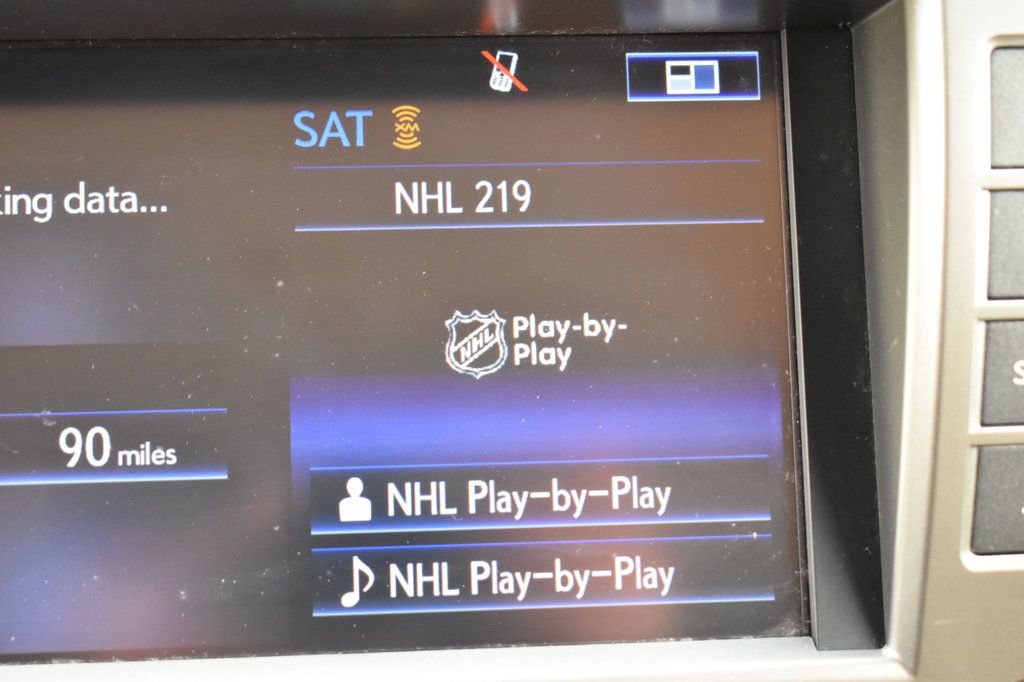 SAT XM
NHL 219
king data...
NHL Play-by-
Play
90 miles
NHL Play-by-Play
NHL Play-by-Play
S